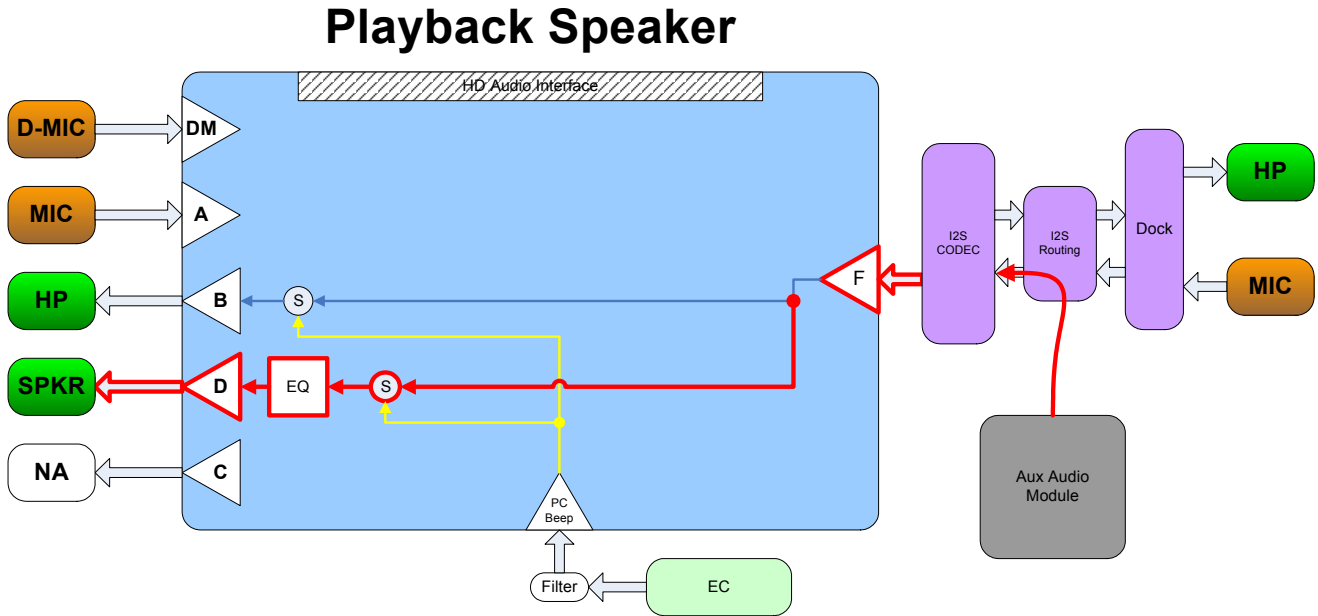 Playback Speaker
HD Audio Interface
D-MIC
DM
MIC
A
HP
B
S
SPKR
D
EQ
S
NA
C
PC
Beep
Filter
EC
F
I2S
CODEC
I2S
Routing
Dock
HP
MIC
Aux Audio
Module